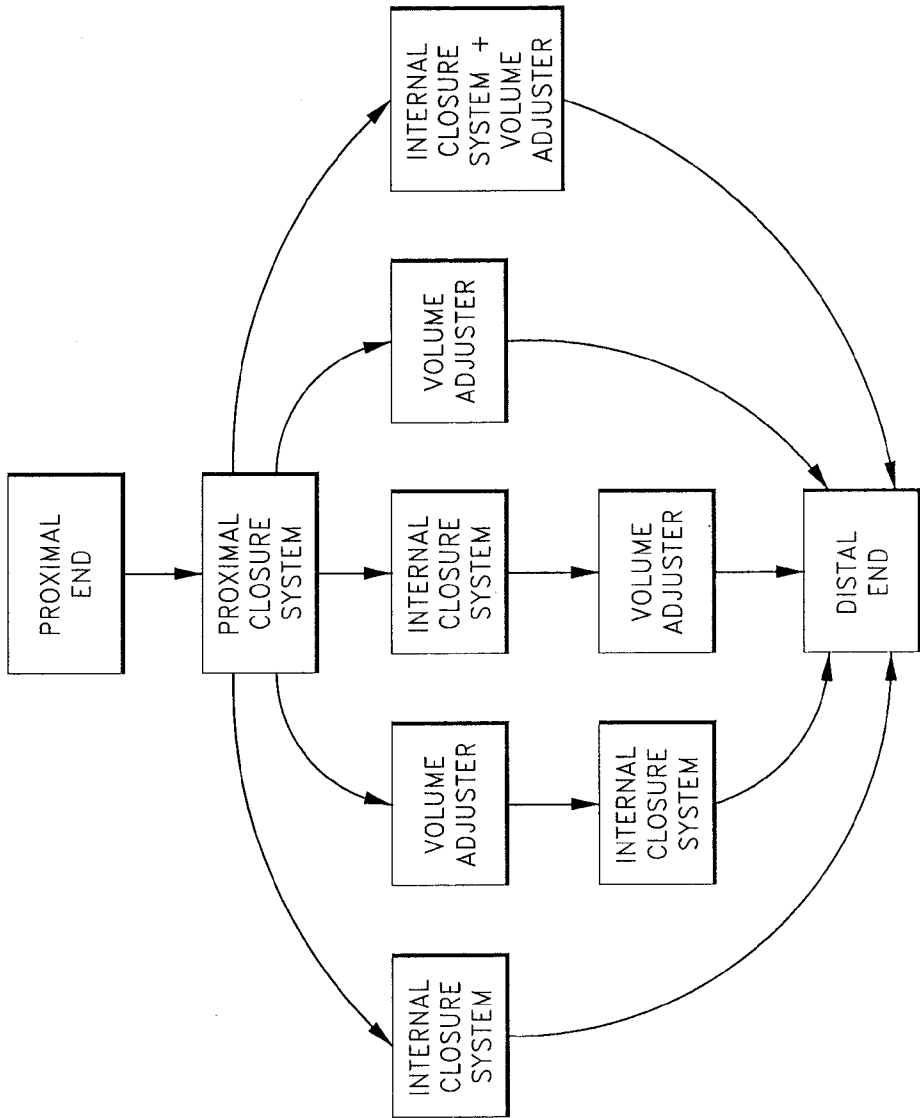 PROXIMAL
END
PROXIMAL
CLOSURE
SYSTEM
INTERNAL
CLOSURE
SYSTEM
VOLUME
ADJUSTER
INTERNAL
CLOSURE
SYSTEM
VOLUME
ADJUSTER
INTERNAL
CLOSURE
SYSTEM +
VOLUME
ADJUSTER
INTERNAL
CLOSURE
SYSTEM
VOLUME
ADJUSTER
DISTAL
END